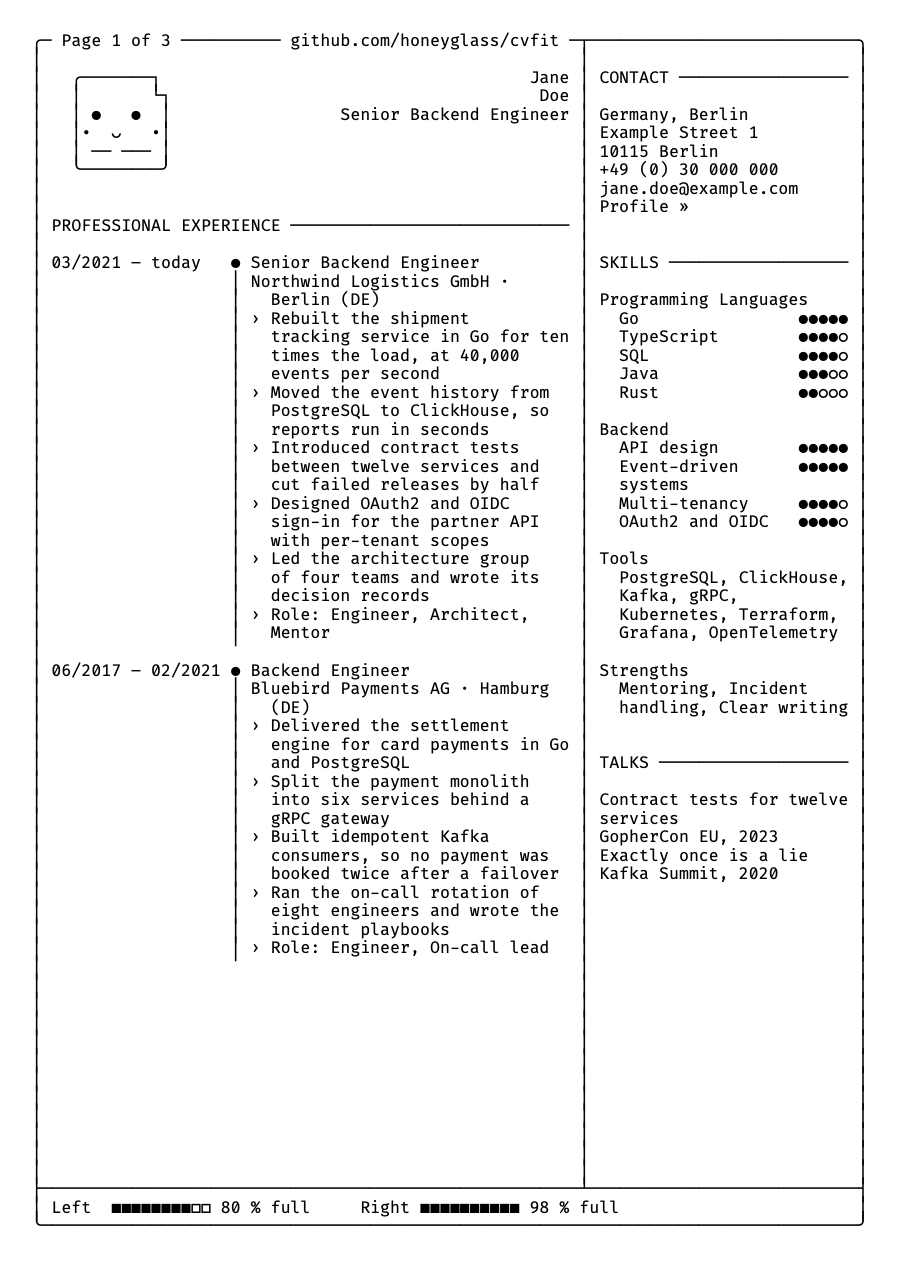 Page 1 of 3
github.com/honeyglass/cvfit
Jane
Doe
Senior Backend Engineer
PROFESSIONAL EXPERIENCE
03/2021 – today ● Senior Backend Engineer
Northwind Logistics GmbH ·
Berlin (DE)
› Rebuilt the shipment
tracking service in Go for ten
times the load, at 40,000
events per second
› Moved the event history from
PostgreSQL to ClickHouse, so
reports run in seconds
› Introduced contract tests
between twelve services and
cut failed releases by half
› Designed OAuth2 and OIDC
sign-in for the partner API
with per-tenant scopes
› Led the architecture group
of four teams and wrote its
decision records
› Role: Engineer, Architect,
Mentor
06/2017 – 02/2021 ● Backend Engineer
Bluebird Payments AG · Hamburg
(DE)
› Delivered the settlement
engine for card payments in Go
and PostgreSQL
› Split the payment monolith
into six services behind a
gRPC gateway
› Built idempotent Kafka
consumers, so no payment was
booked twice after a failover
› Ran the on-call rotation of
eight engineers and wrote the
incident playbooks
› Role: Engineer, On-call lead
CONTACT
Germany, Berlin
Example Street 1
10115 Berlin
+49 (0) 30 000 000
jane.doe@example.com
Profile »
SKILLS
Programming Languages
Go ●●●●●
TypeScript ●●●●○
SQL ●●●●○
Java ●●●○○
Rust ●●○○○
Backend
API design ●●●●●
Event-driven ●●●●●
systems
Multi-tenancy ●●●●○
OAuth2 and OIDC ●●●●○
Tools
PostgreSQL, ClickHouse,
Kafka, gRPC,
Kubernetes, Terraform,
Grafana, OpenTelemetry
Strengths
Mentoring, Incident
handling, Clear writing
TALKS
Contract tests for twelve
services
GopherCon EU, 2023
Exactly once is a lie
Kafka Summit, 2020
Left ■■■■■■■■□□ 80 % full Right ■■■■■■■■■■ 98 % full